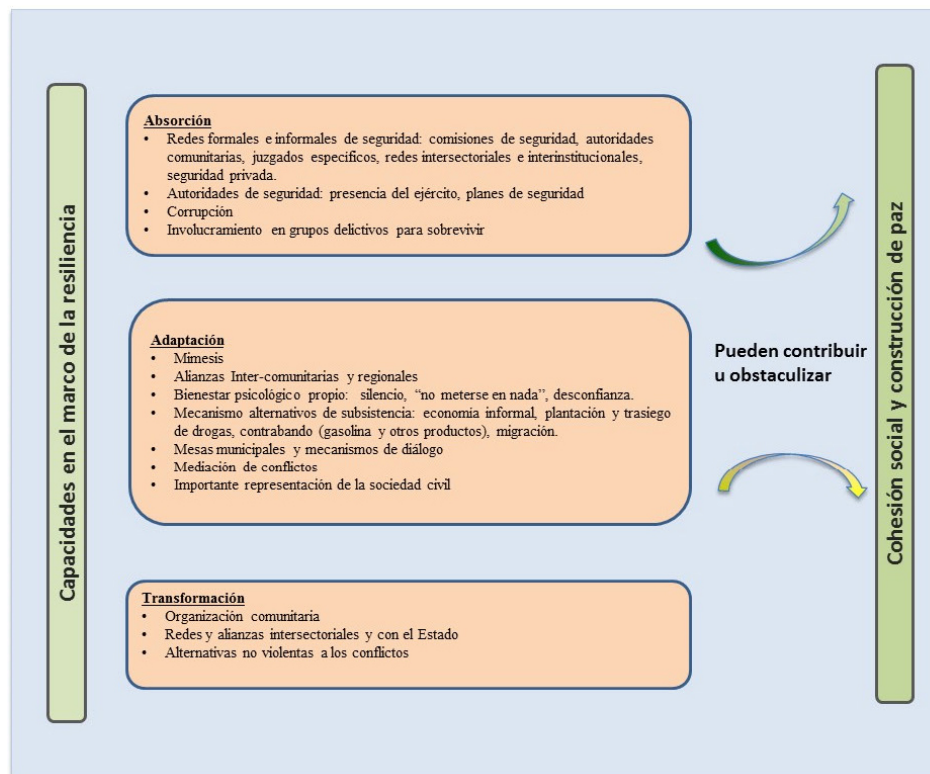 Capacidades en el marco de la resiliencia
Absorción
• Redes formales e informales de seguridad: comisiones de seguridad, autoridades
comunitarias, juzgados específicos, redes intersectoriales e interinstitucionales,
seguridad privada.
• Autoridades de seguridad: presencia del ejército, planes de seguridad
• Corrupción
• Involucramiento en grupos delictivos para sobrevivir
Adaptación
• Mimesis
• Alianzas Inter-comunitarias y regionales
• Bienestar psicológico propio: silencio, “no meterse en nada”, desconfianza.
• Mecanismo alternativos de subsistencia: economía informal, plantación y trasiego
de drogas, contrabando (gasolina y otros productos), migración.
• Mesas municipales y mecanismos de diálogo
• Mediación de conflictos
• Importante representación de la sociedad civil
Transformación
• Organización comunitaria
• Redes y alianzas intersectoriales y con el Estado
• Alternativas no violentas a los conflictos
Pueden contribuir
u obstaculizar
Cohesión social y construcción de paz